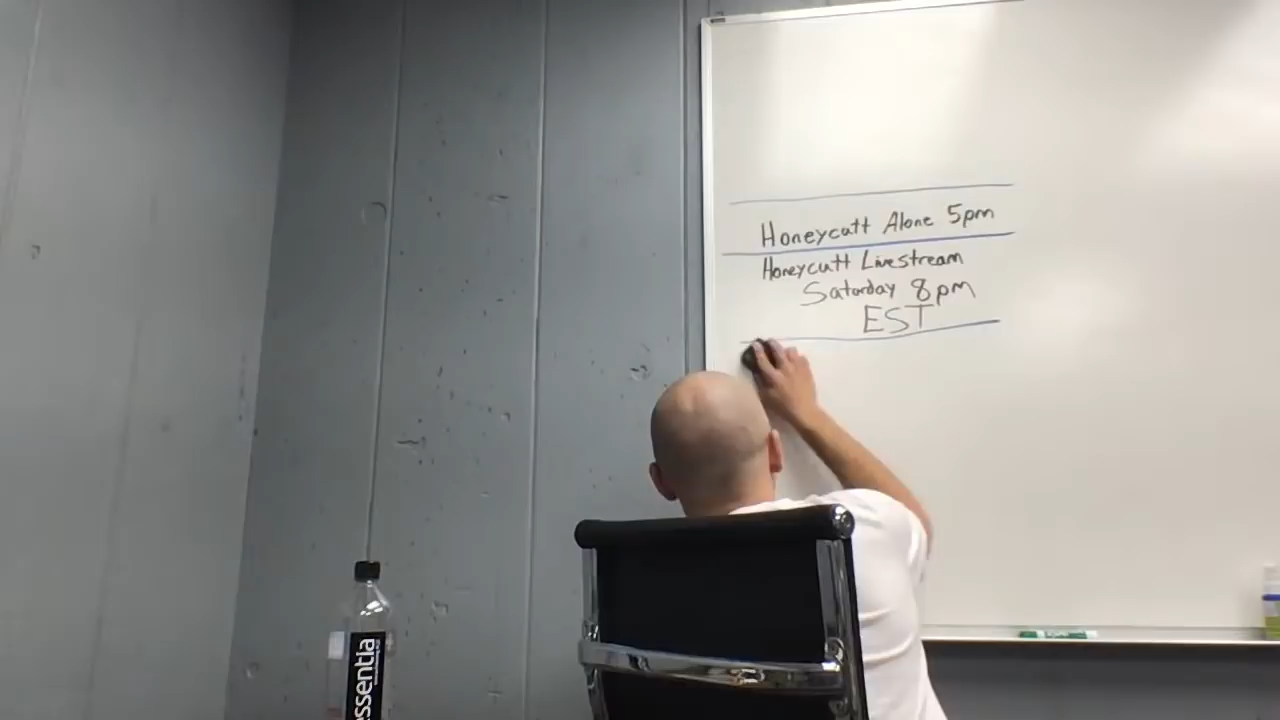 Honeycutt Alone 5pm
Honeycutt Livestream
Saturday 8pm
EST
essentia